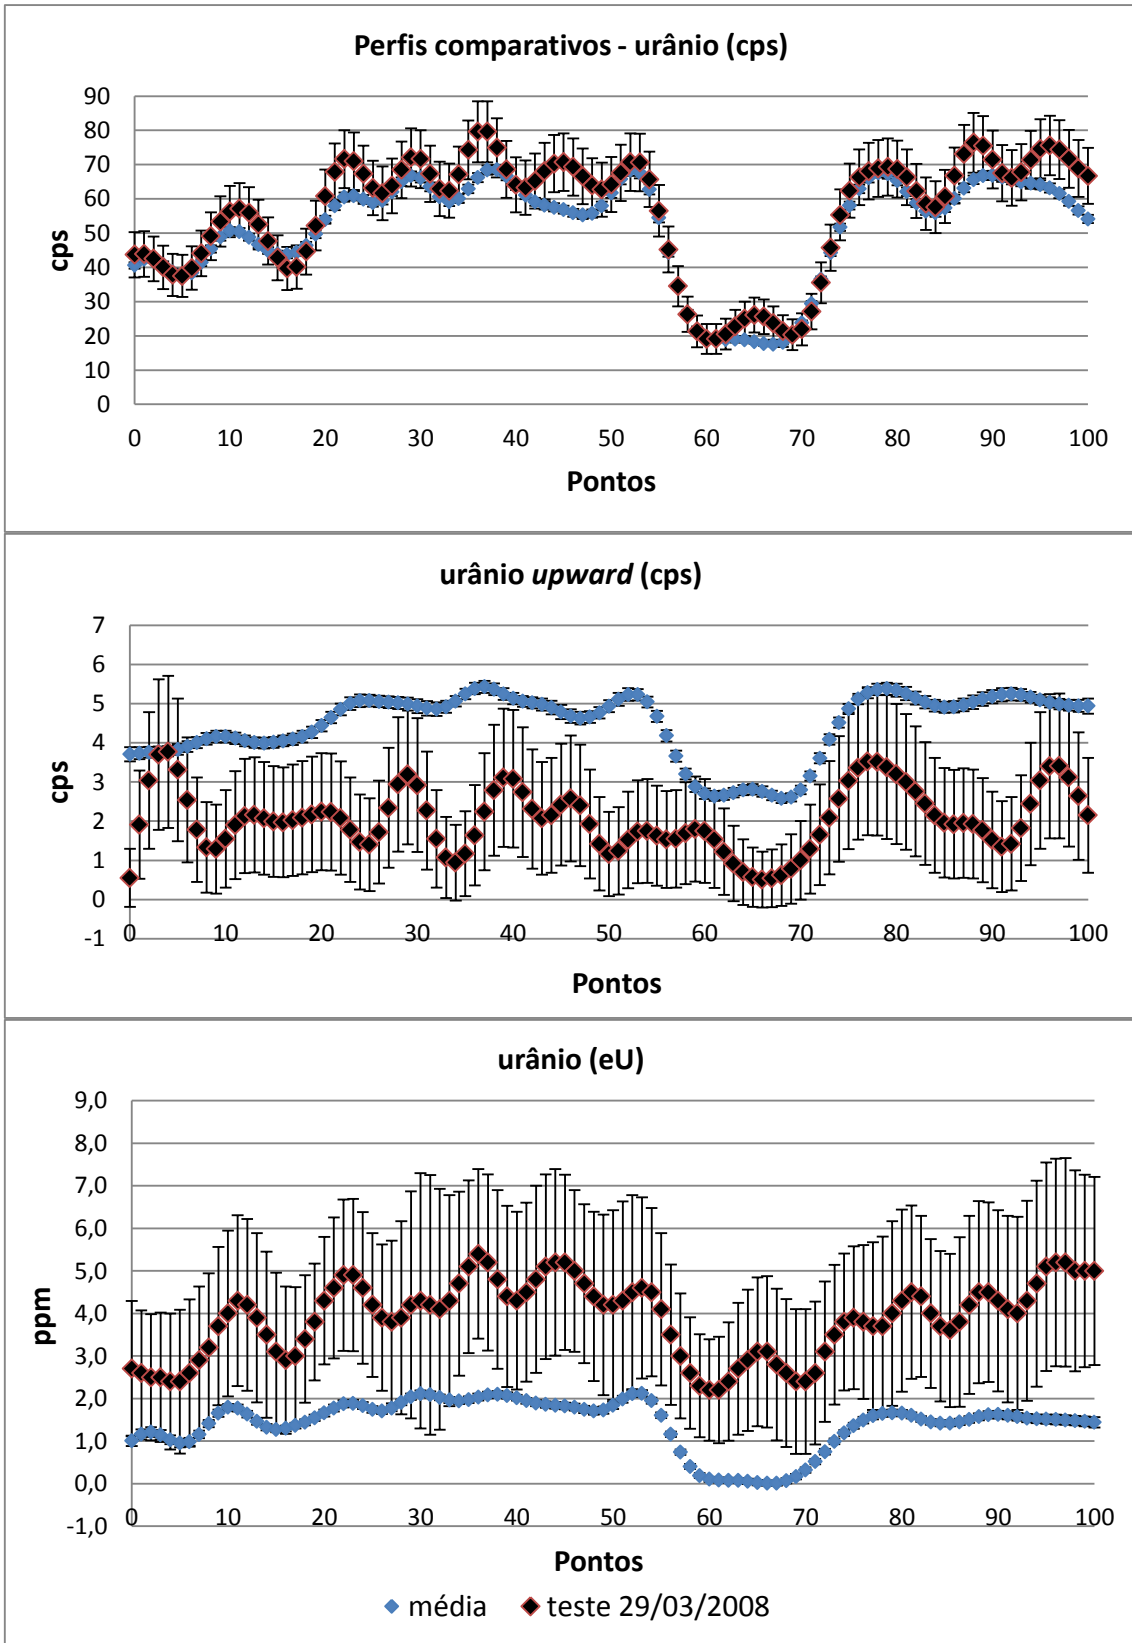 Perfis comparativos - urânio (cps)
90
80
70
60
50
40
30
20
10
0
cps
0 10 20 30 40 50 60 70 80 90 100
Pontos
urânio upward (cps)
7
6
5
4
3
2
1
0
-1
cps
0 10 20 30 40 50 60 70 80 90 100
Pontos
urânio (eU)
9,0
8,0
7,0
6,0
5,0
4,0
3,0
2,0
1,0
0,0
-1,0
ppm
0 10 20 30 40 50 60 70 80 90 100
Pontos
média teste 29/03/2008